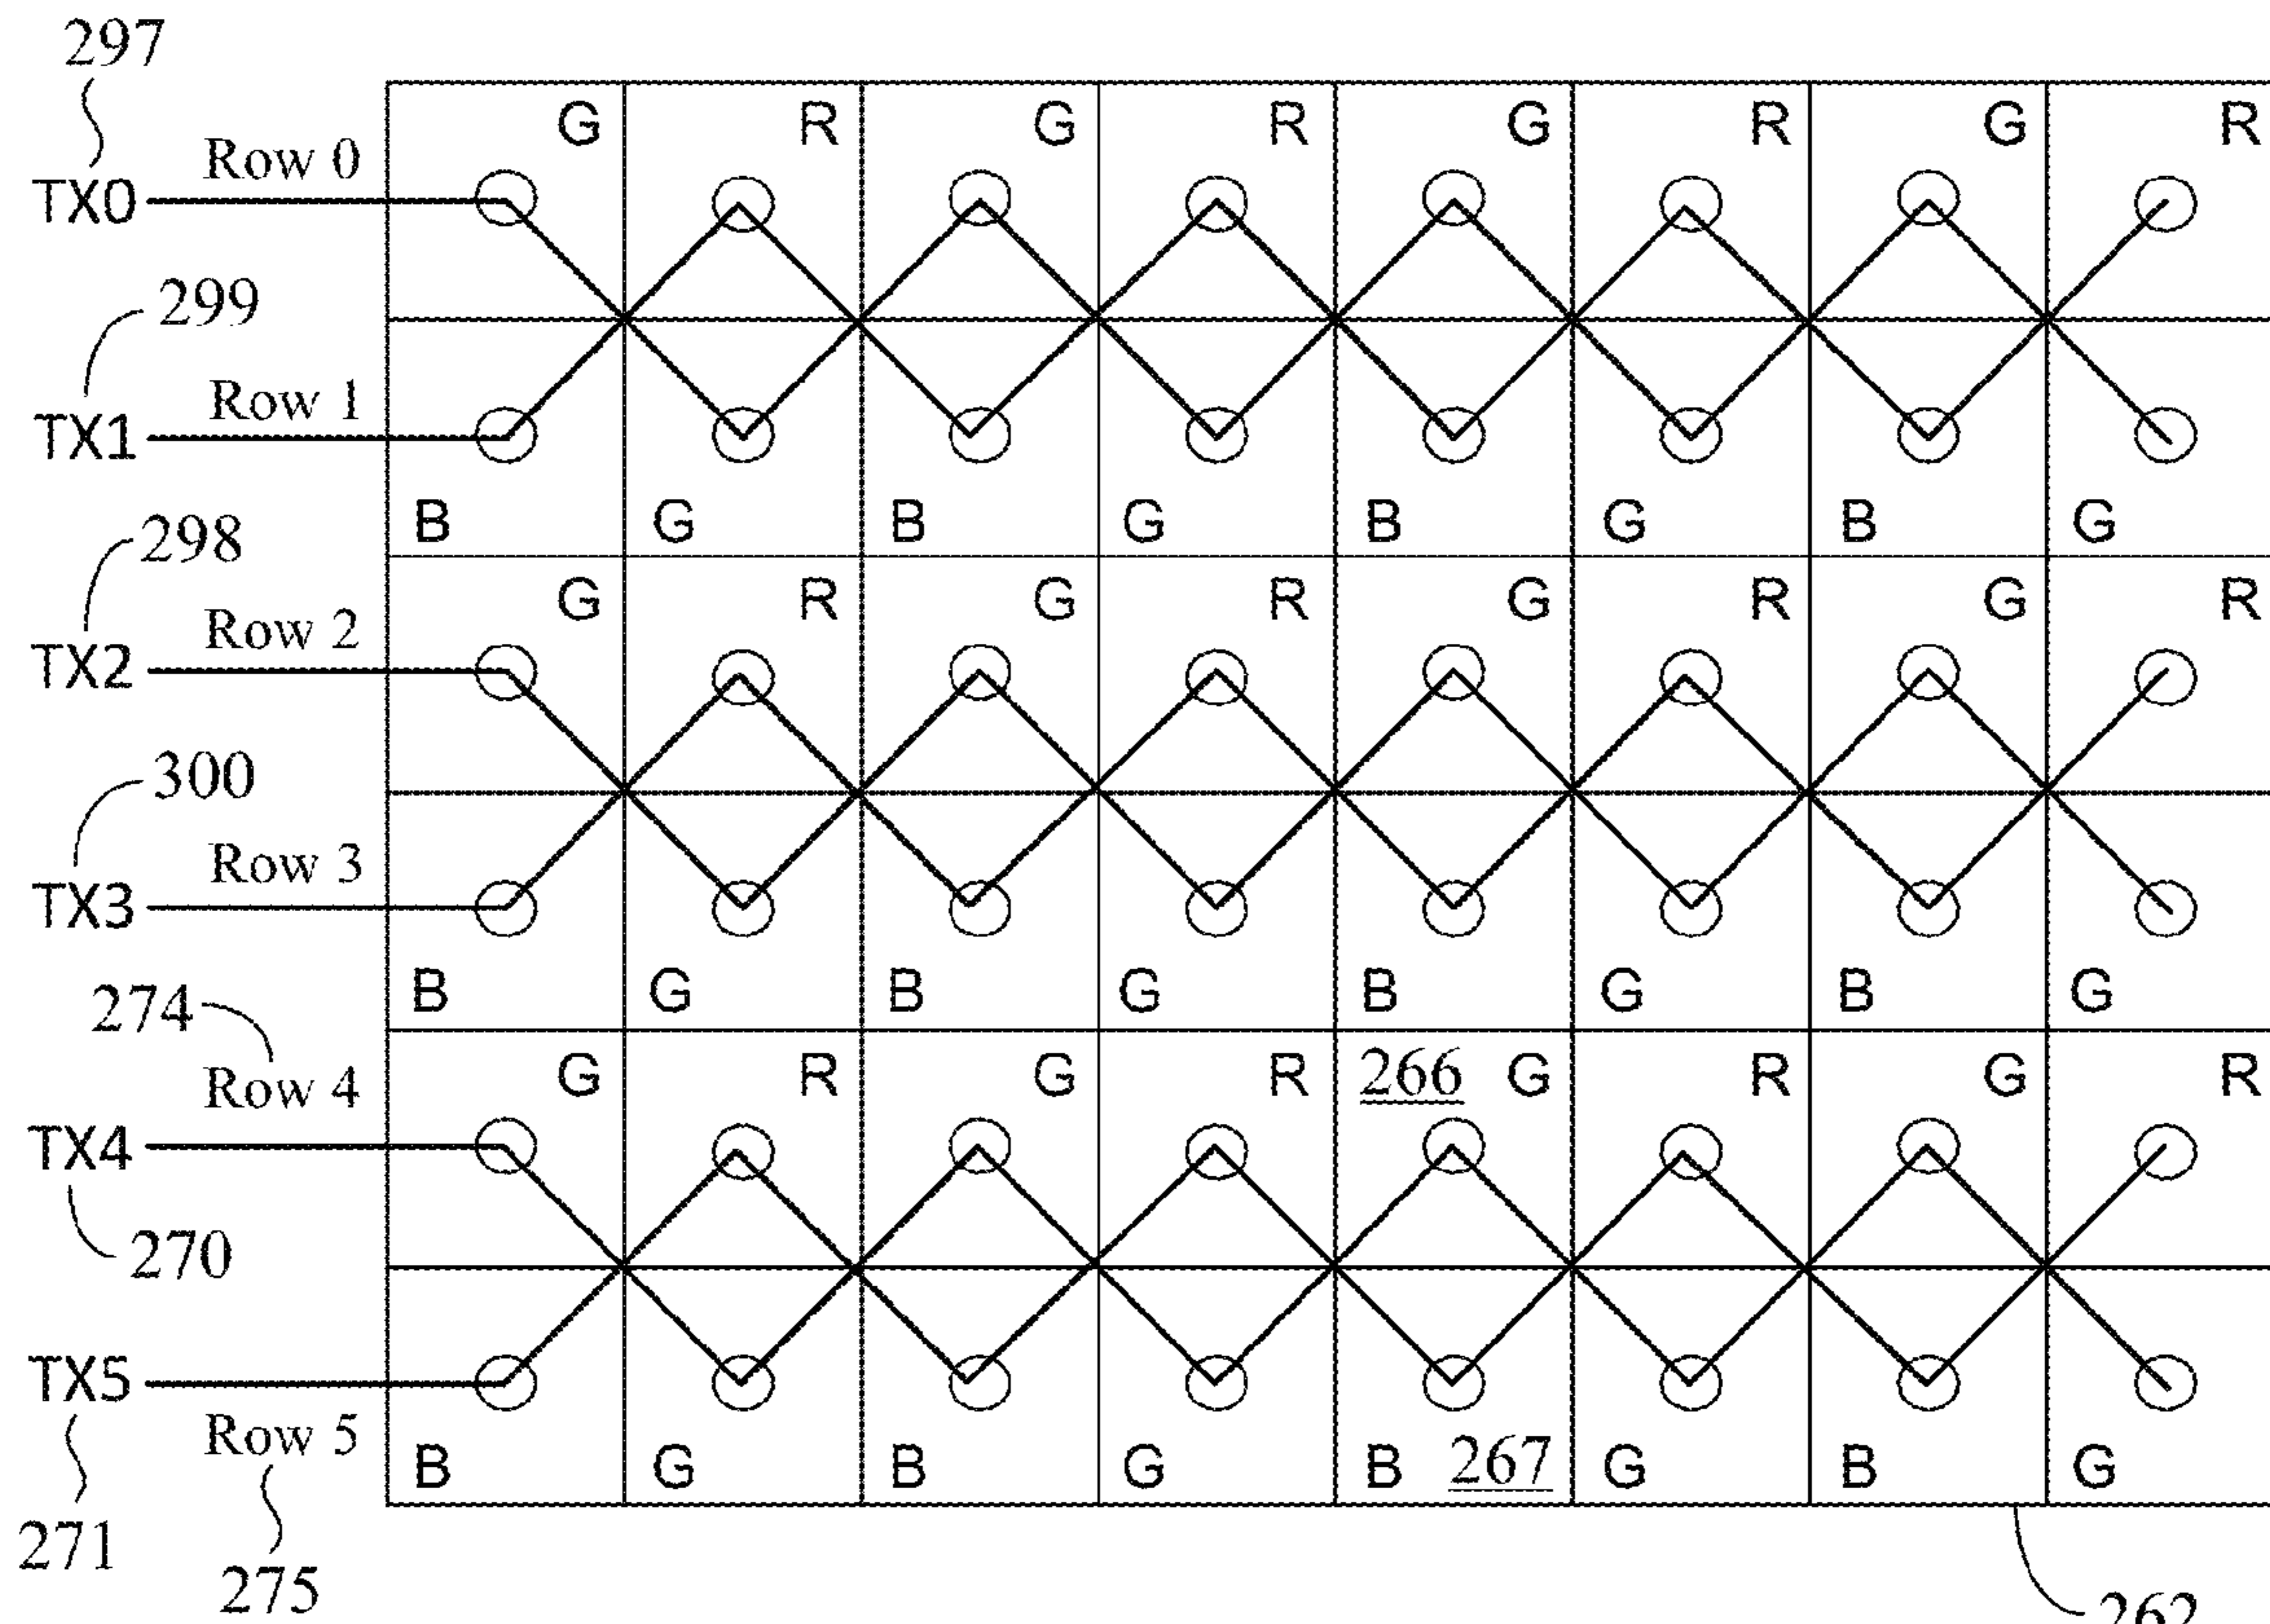 297
G R G R G R G R
Row 0
TX0
299
Row 1
TX1
B G B G B G B G
298
G R G R G R G R
Row 2
TX2
300
Row 3
TX3
B G B G B G B G
274
G R G R 266 G R G R
Row 4
TX4
270
TX5
Row 5
B G B G B 267 G B G
271
275
262